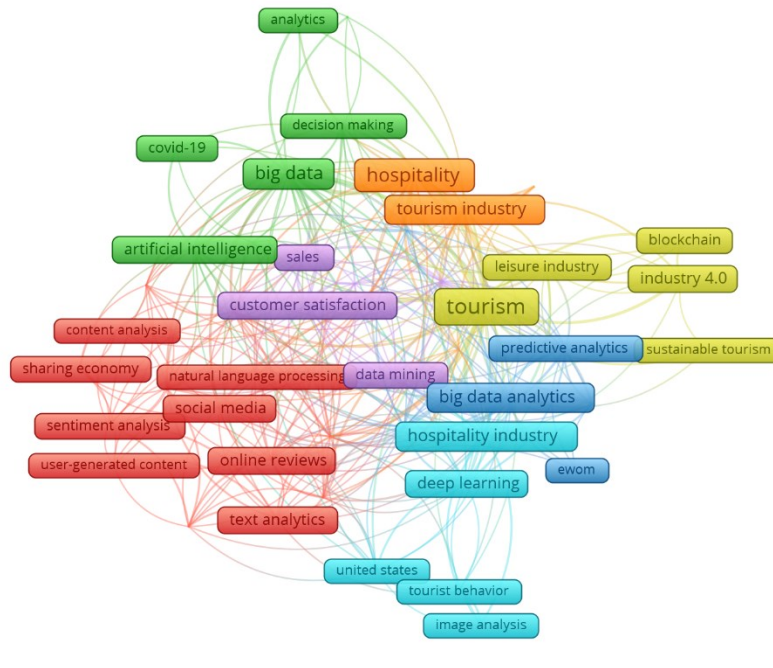 analytics
decision making
covid-19
big data
hospitality
tourism industry
blockchain
artificial intelligence
sales
leisure industry
industry 4.0
customer satisfaction
tourism
content analysis
predictive analytics
sustainable tourism
sharing economy
natural language processing
data mining
social media
big data analytics
sentiment analysis
hospitality industry
user-generated content
online reviews
ewom
deep learning
text analytics
united states
tourist behavior
image analysis